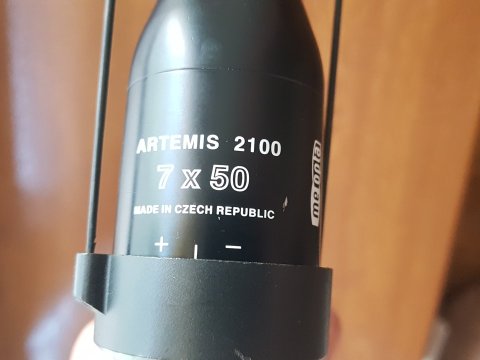 ARTEMIS 2100
7 x 50
MADE IN CZECH REPUBLIC
+ | −
meopta